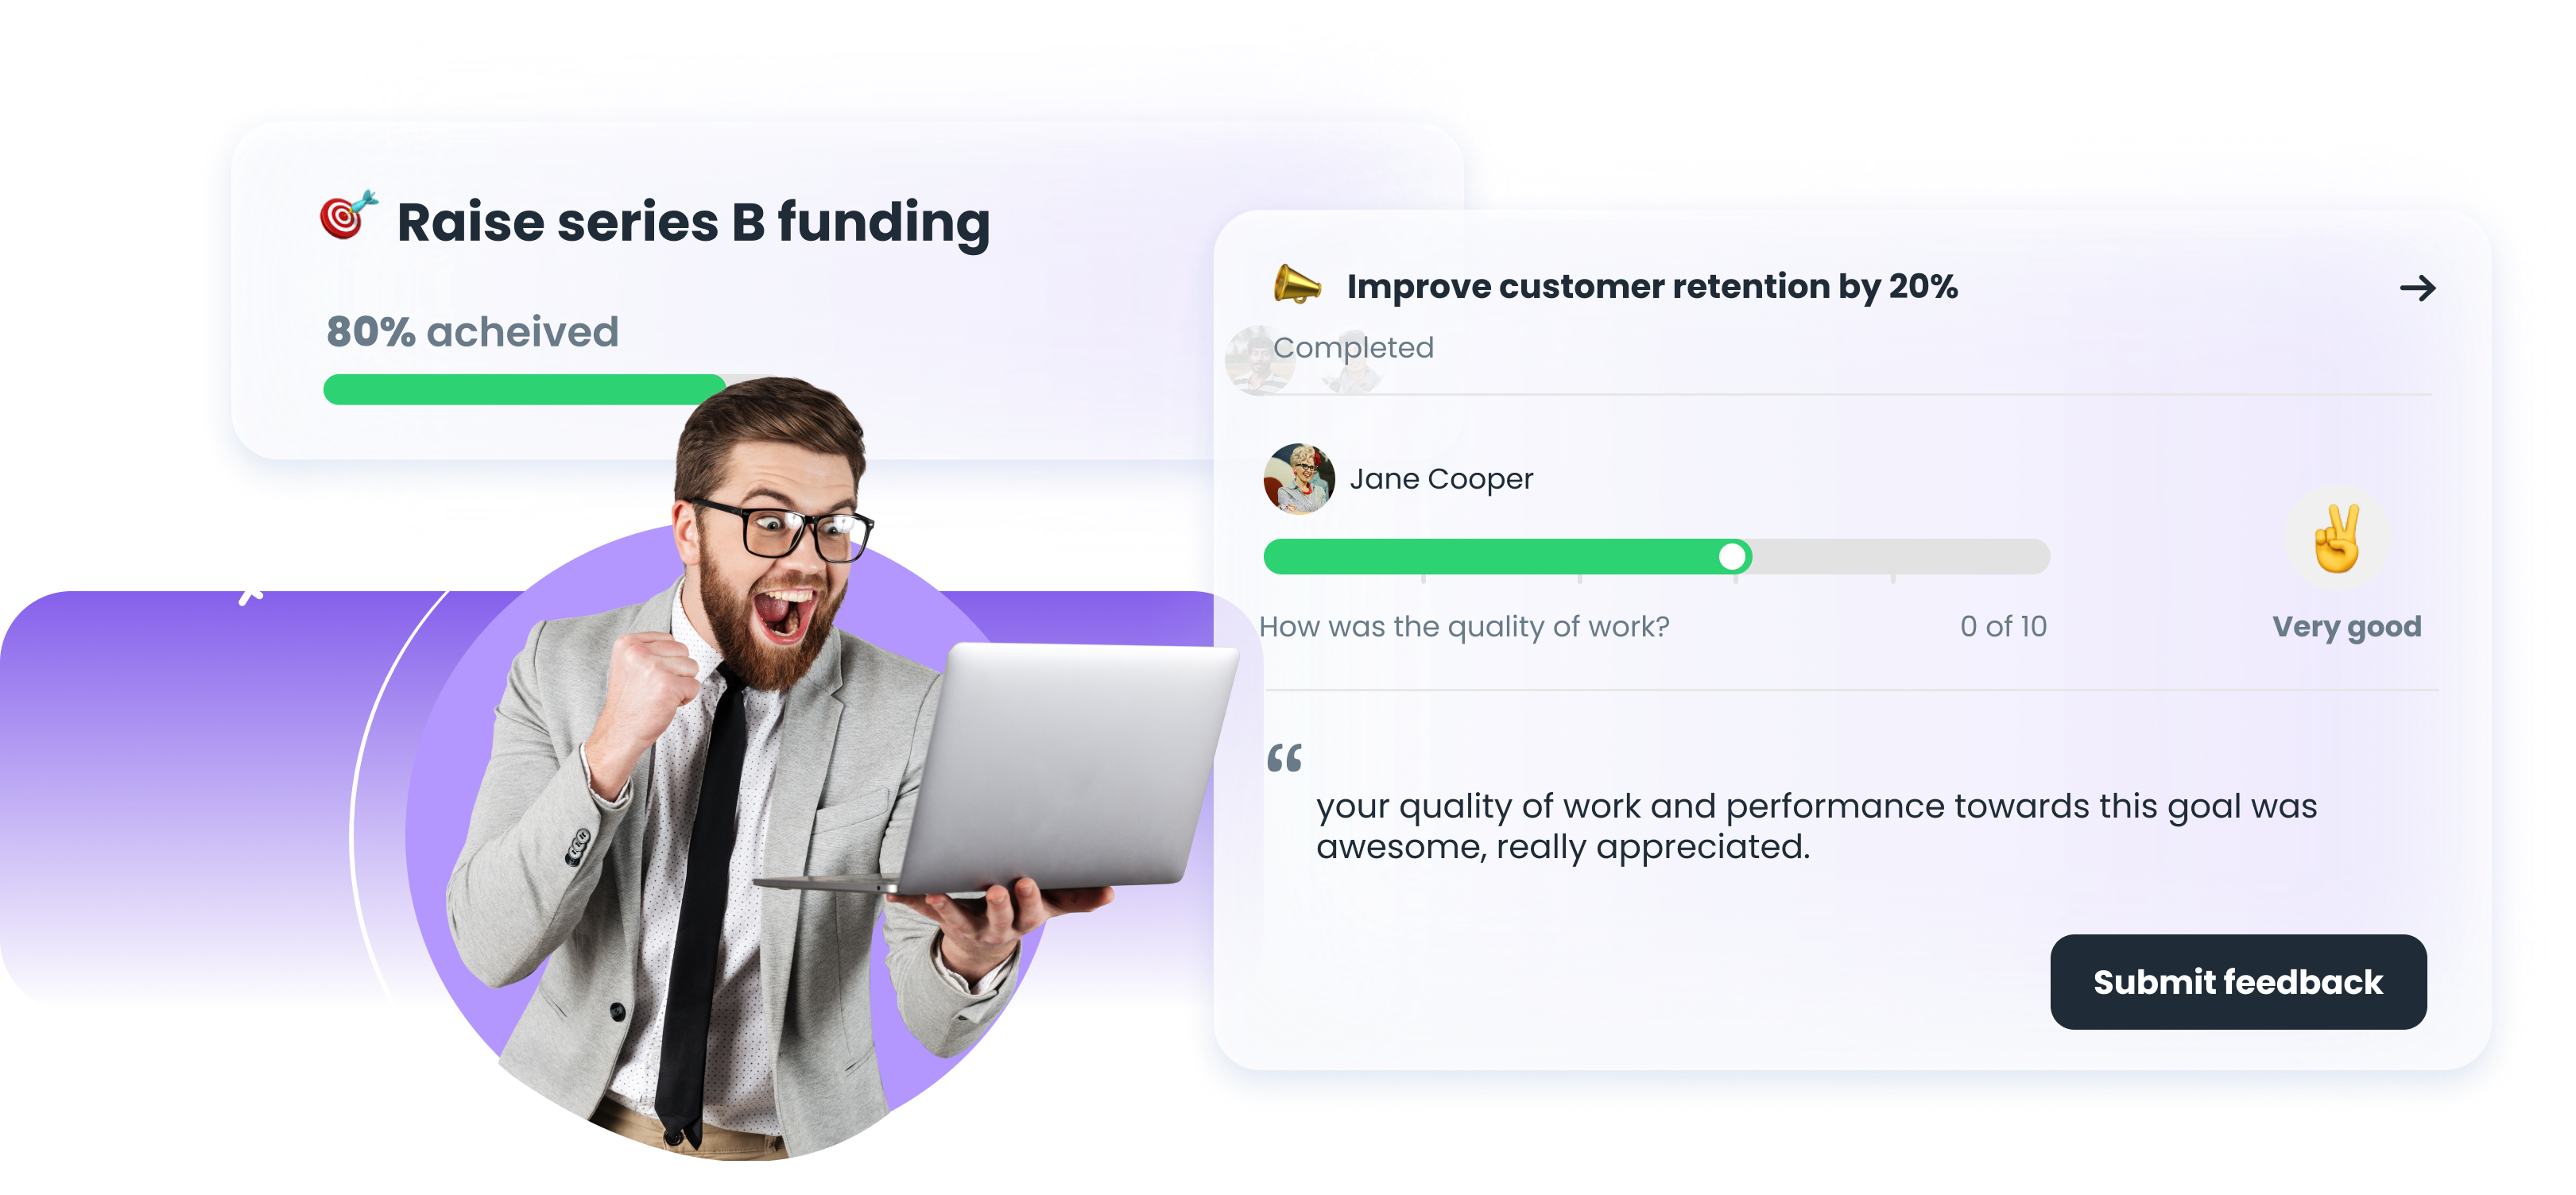 Raise series B funding
80% acheived
Improve customer retention by 20%
Completed
Jane Cooper
How was the quality of work?
0 of 10
Very good
“
your quality of work and performance towards this goal was
awesome, really appreciated.
Submit feedback